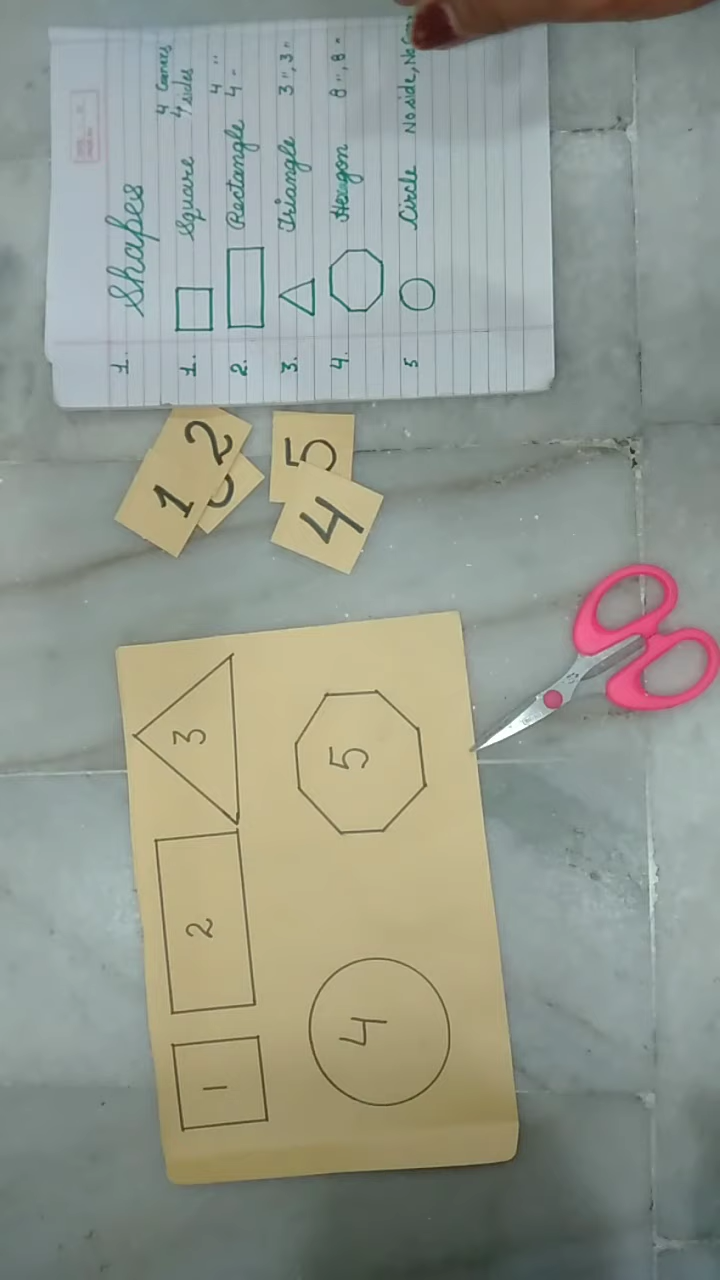 Shapes
1.
1. Square 4 Corners
4 sides
2. Rectangle 4 "
4 "
3. Triangle 3 ", 3 "
4. Hexagon 8 ", 8 "
5 Circle No side, No
1
2
5
4
3
5
2
4
1